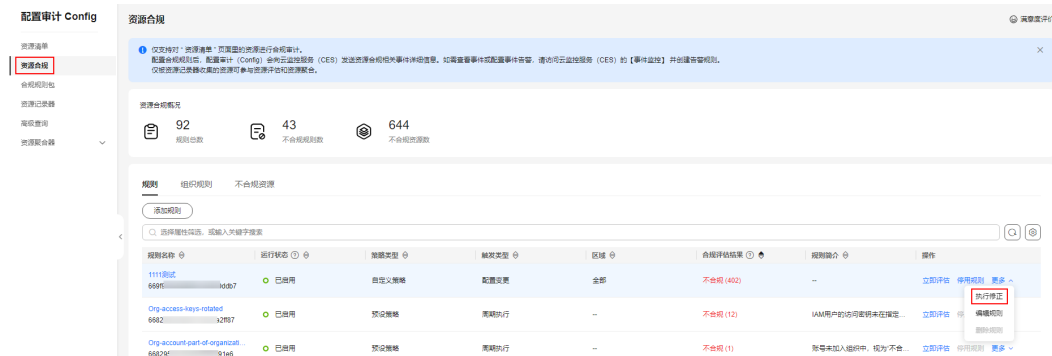 配置审计 Config
资源清单
资源合规
合规规则包
资源记录器
高级查询
资源聚合器
资源合规
满意度评价
仅支持对“资源清单”页面里的资源进行合规审计。
配置合规规则后，配置审计（Config）会向云监控服务（CES）发送资源合规相关事件详细信息。如需查看事件或配置事件告警，请访问云监控服务（CES）的【事件监控】并创建告警规则。
仅被资源记录器收集的资源可参与资源评估和资源聚合。
资源合规概况
92 43 644
规则总数 不合规规则数 不合规资源数
规则 组织规则 不合规资源
添加规则
选择属性筛选，或输入关键字搜索
规则名称 运行状态 策略类型 触发类型 区域 合规评估结果 规则简介 操作
1111测试
已启用 自定义策略 配置变更 全部 不合规 (402) -- 立即评估 停用规则 更多
执行修正
编辑规则
删除规则
Org-access-keys-rotated
6682 a2ff87
已启用 预设策略 周期执行 -- 不合规 (12) IAM用户的访问密钥未在指定... 立即评估
Org-account-part-of-organizati...
已启用 预设策略 周期执行 -- 不合规 (1) 账号未加入组织中，视为“不合... 立即评估 停用规则 更多